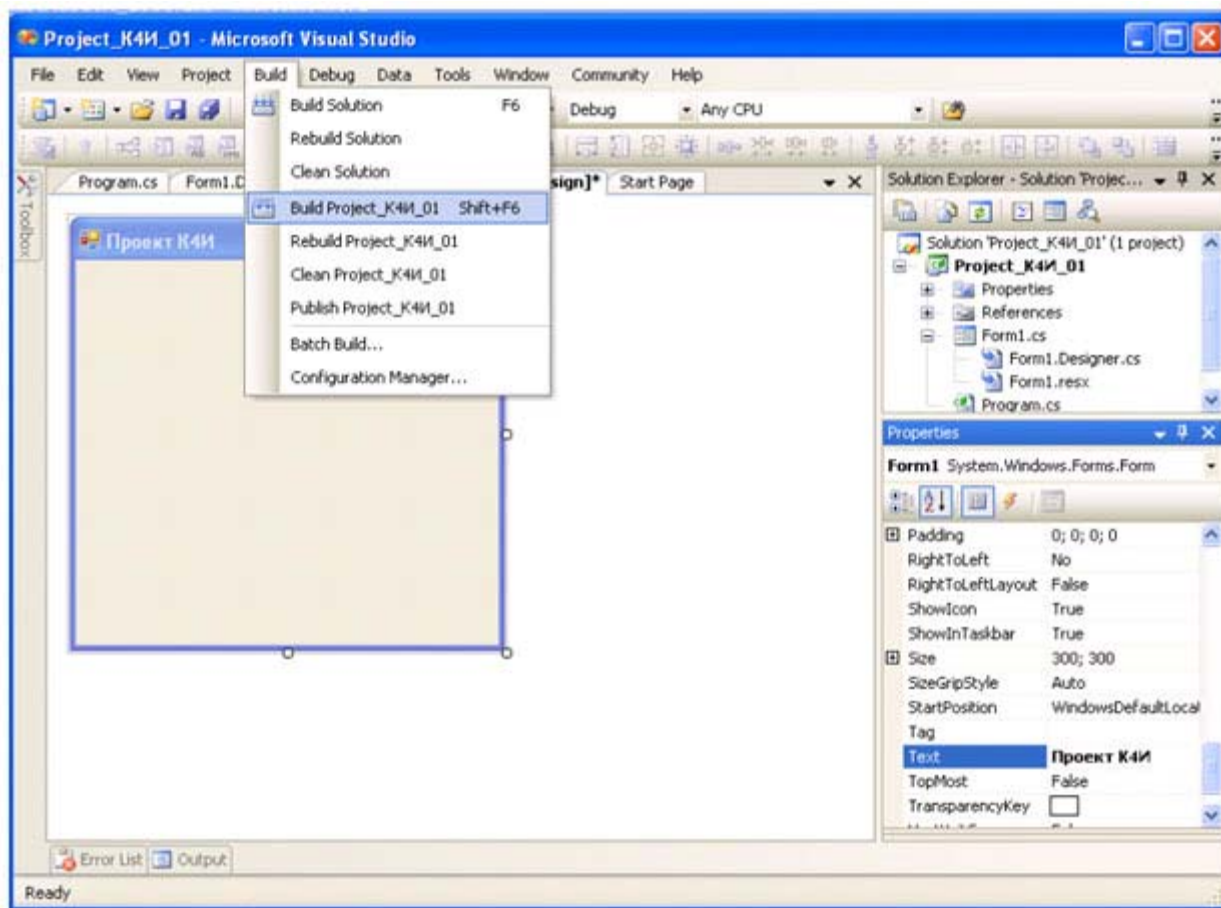 Project_К4И_01 - Microsoft Visual Studio
File Edit View Project Build Debug Data Tools Window Community Help
Debug Any CPU
Build Solution F6
Rebuild Solution
Clean Solution
Build Project_К4И_01 Shift+F6
Rebuild Project_К4И_01
Clean Project_К4И_01
Publish Project_К4И_01
Batch Build...
Configuration Manager...
Toolbox
Program.cs Form1.D sign]* Start Page
Проект К4И
Solution Explorer - Solution 'Projec...
Solution 'Project_К4И_01' (1 project)
Project_К4И_01
Properties
References
Form1.cs
Form1.Designer.cs
Form1.resx
Program.cs
Properties
Form1 System.Windows.Forms.Form
Padding 0; 0; 0; 0
RightToLeft No
RightToLeftLayout False
ShowIcon True
ShowInTaskbar True
Size 300; 300
SizeGripStyle Auto
StartPosition WindowsDefaultLocat
Tag
Text Проект К4И
TopMost False
TransparencyKey
Error List Output
Ready